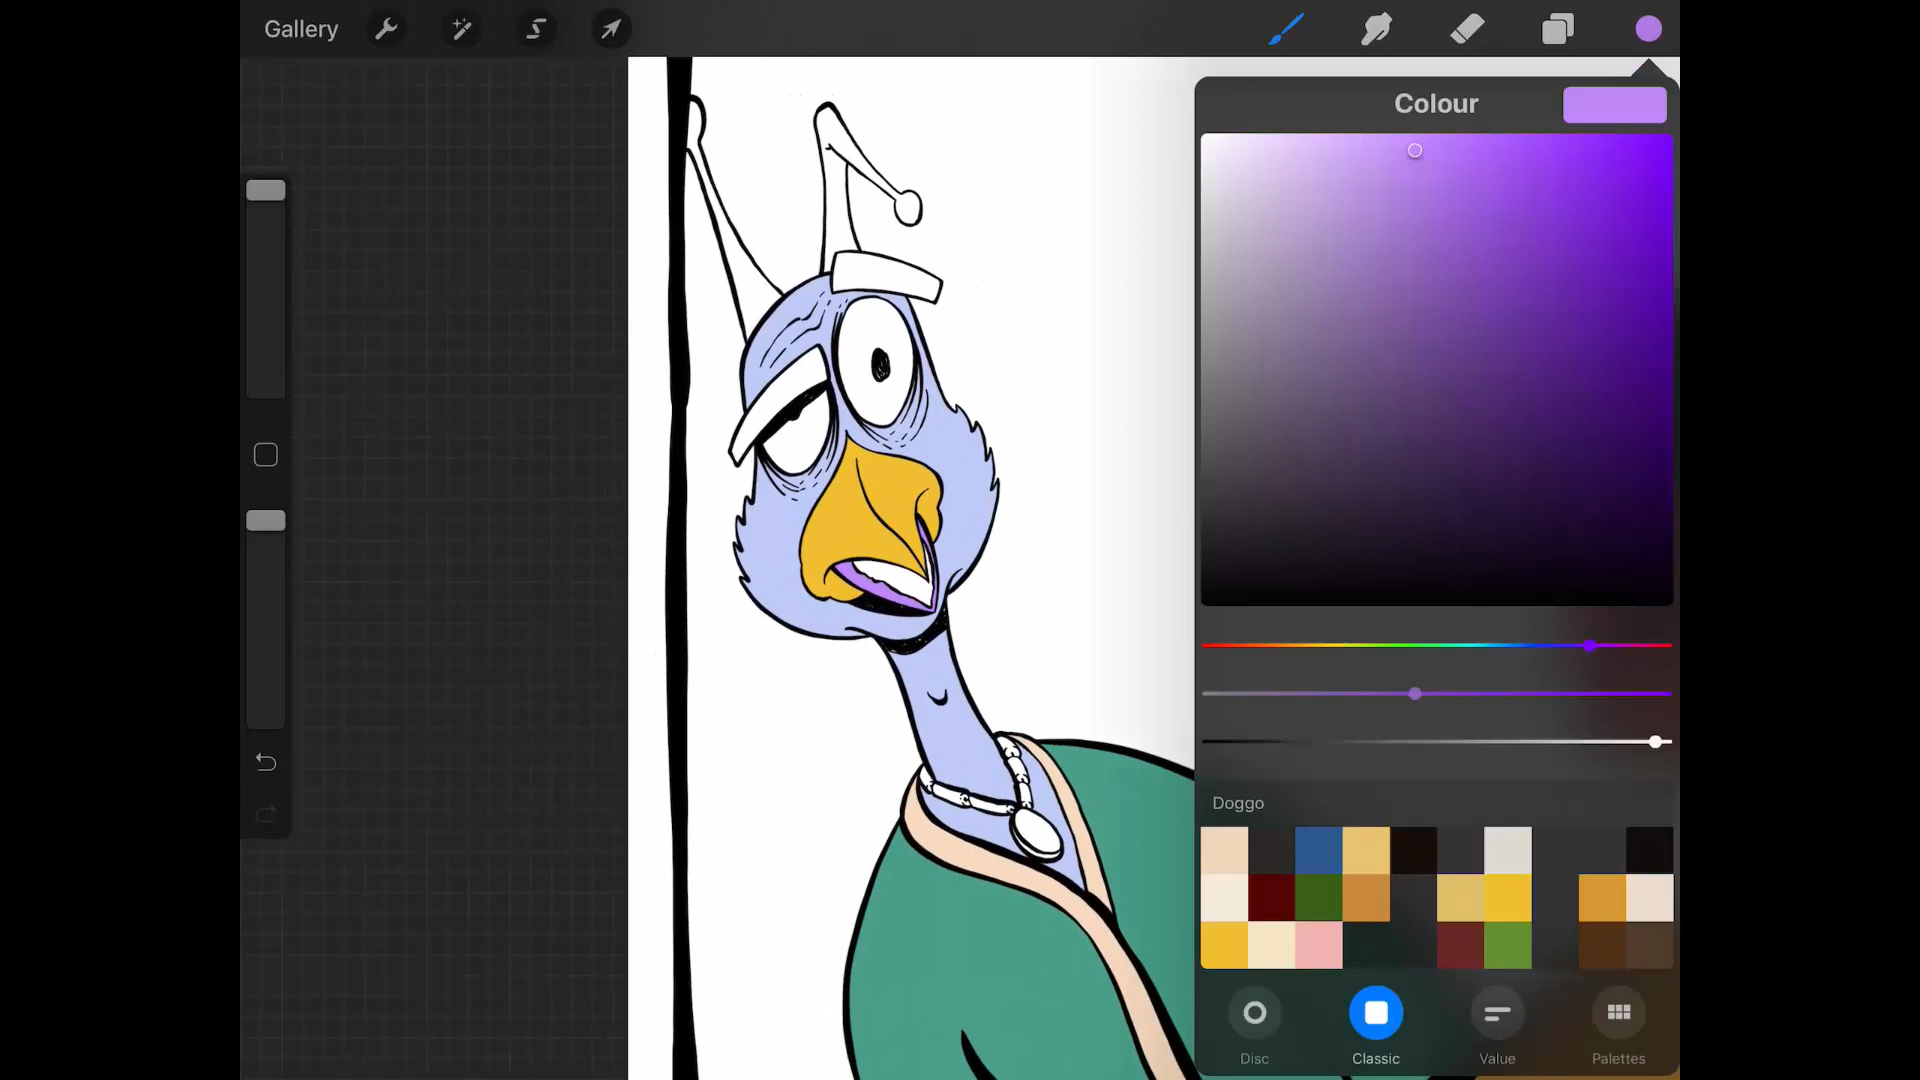 Gallery
Colour
Doggo
Disc
Classic
Value
Palettes